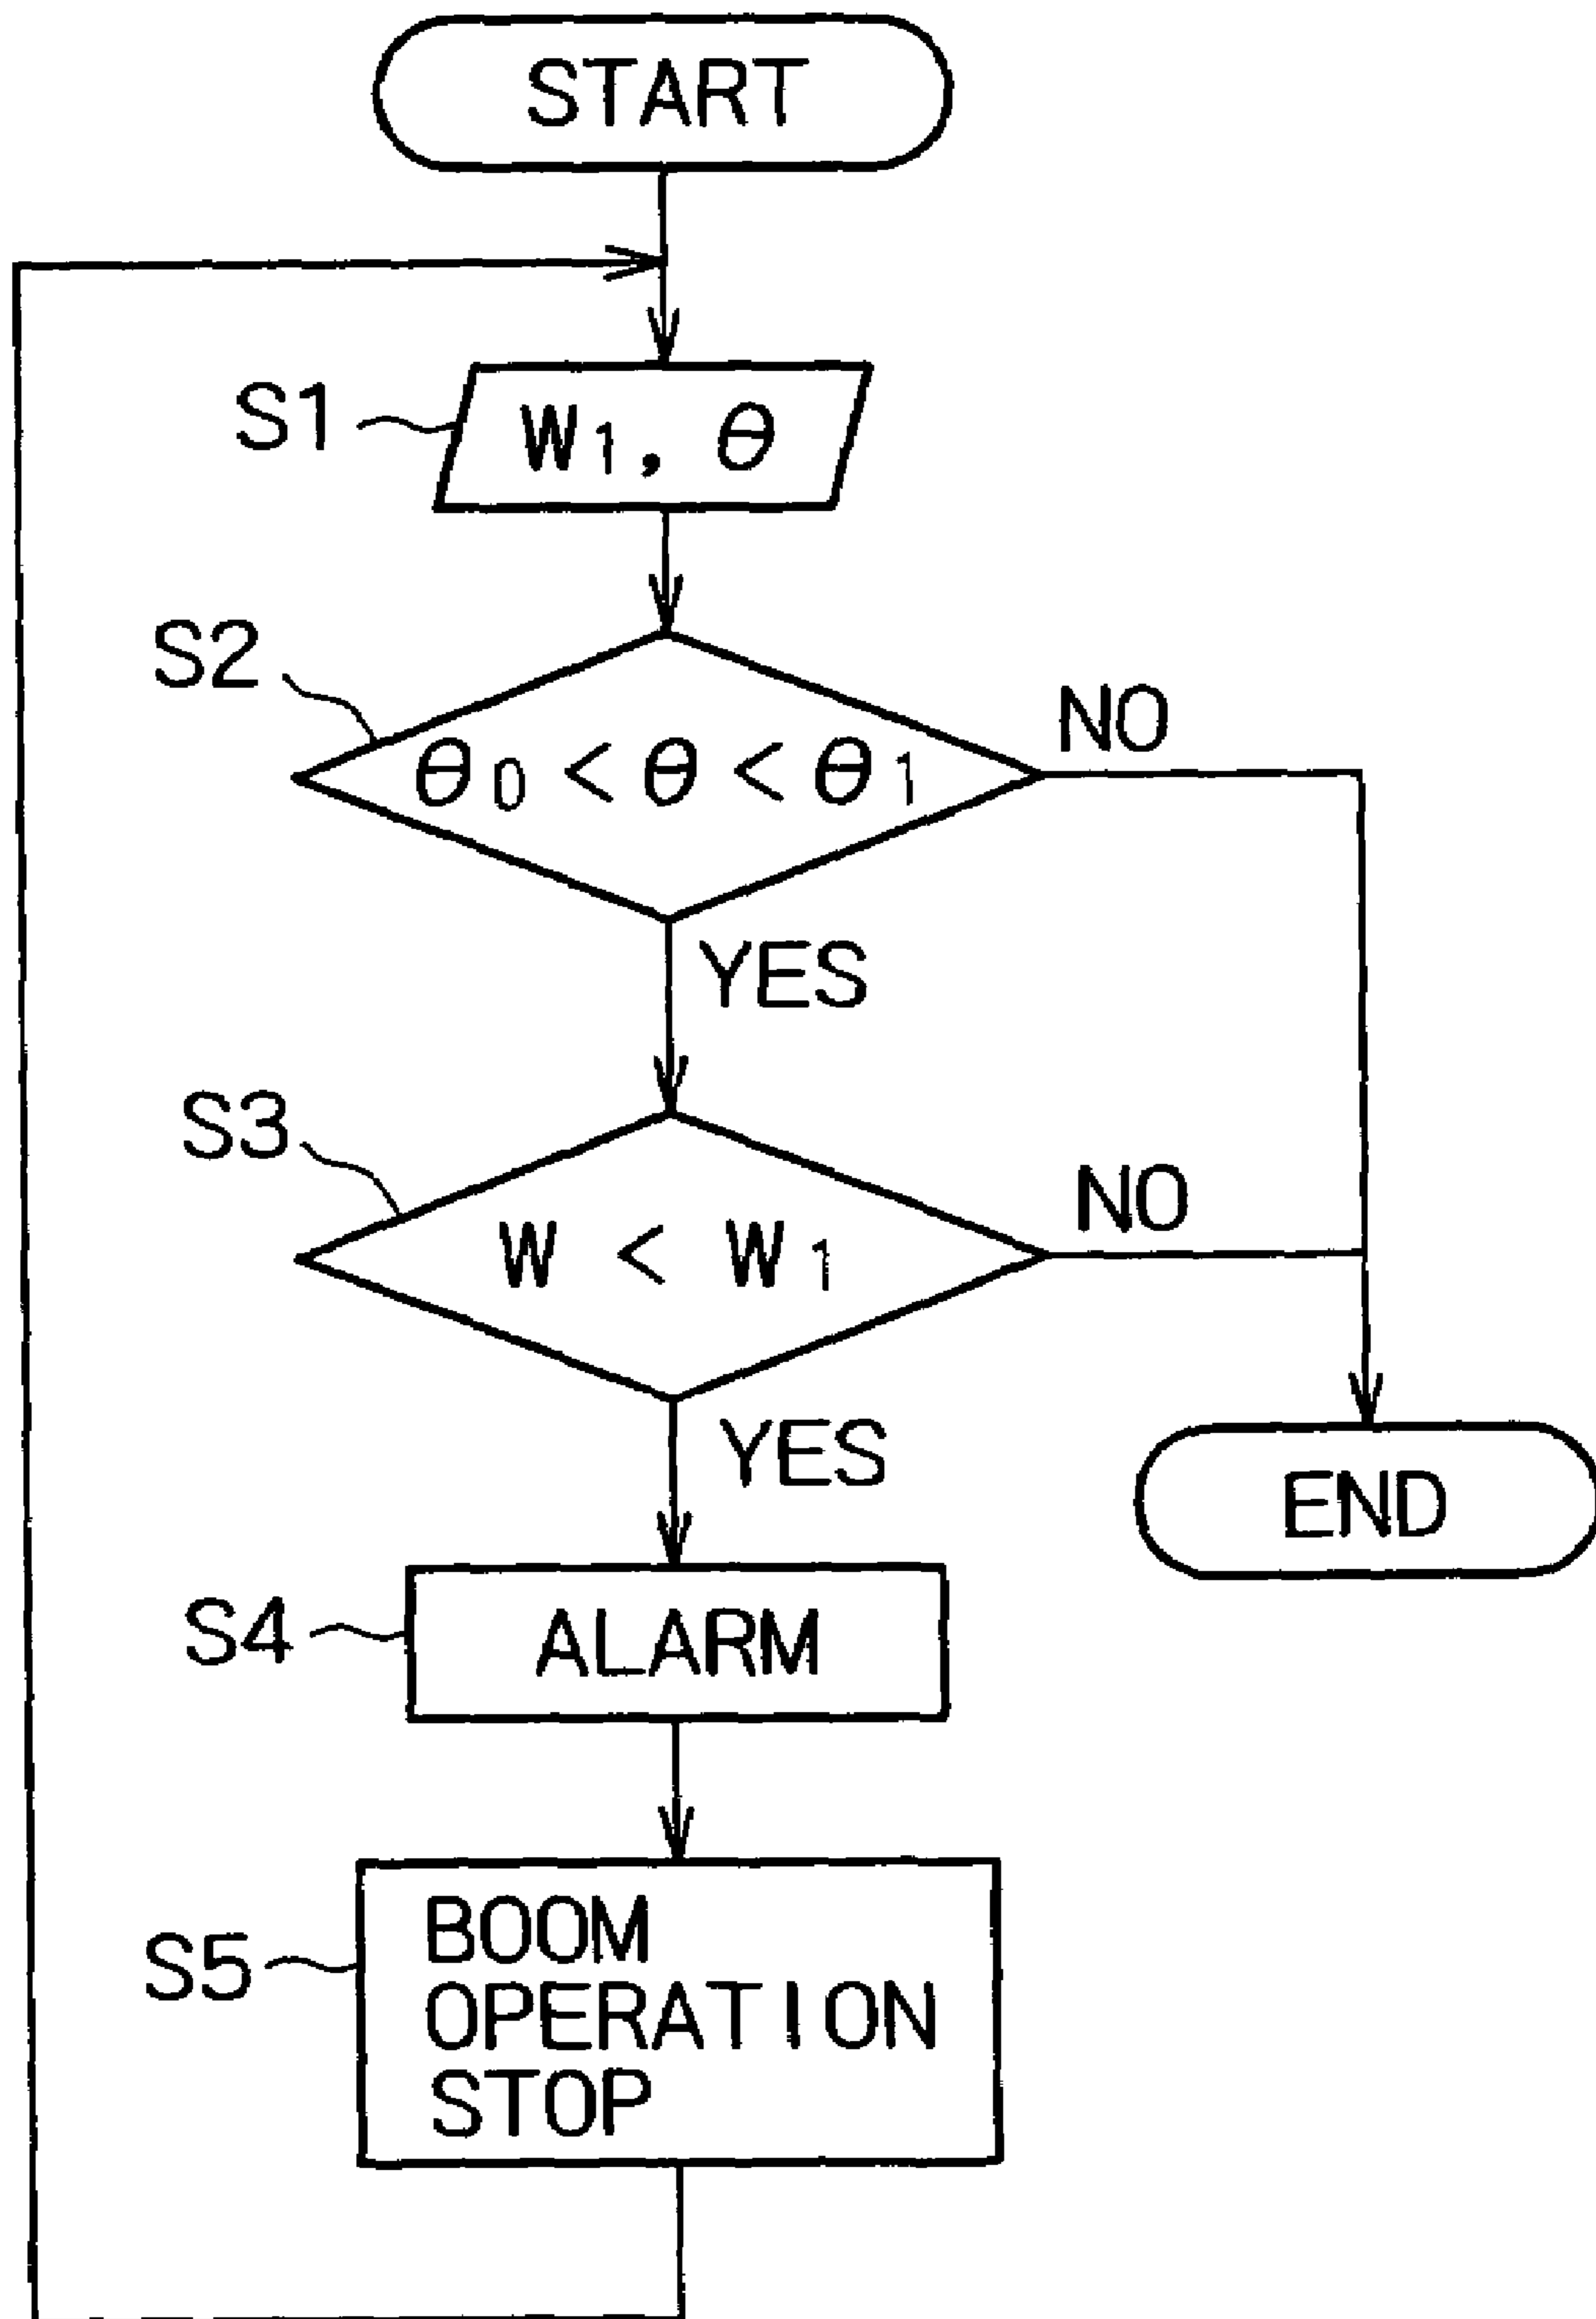 START
S1
W₁, θ
S2
θ₀ < θ < θ₁
NO
YES
S3
W < W₁
NO
YES
END
S4
ALARM
S5
BOOM
OPERATION
STOP